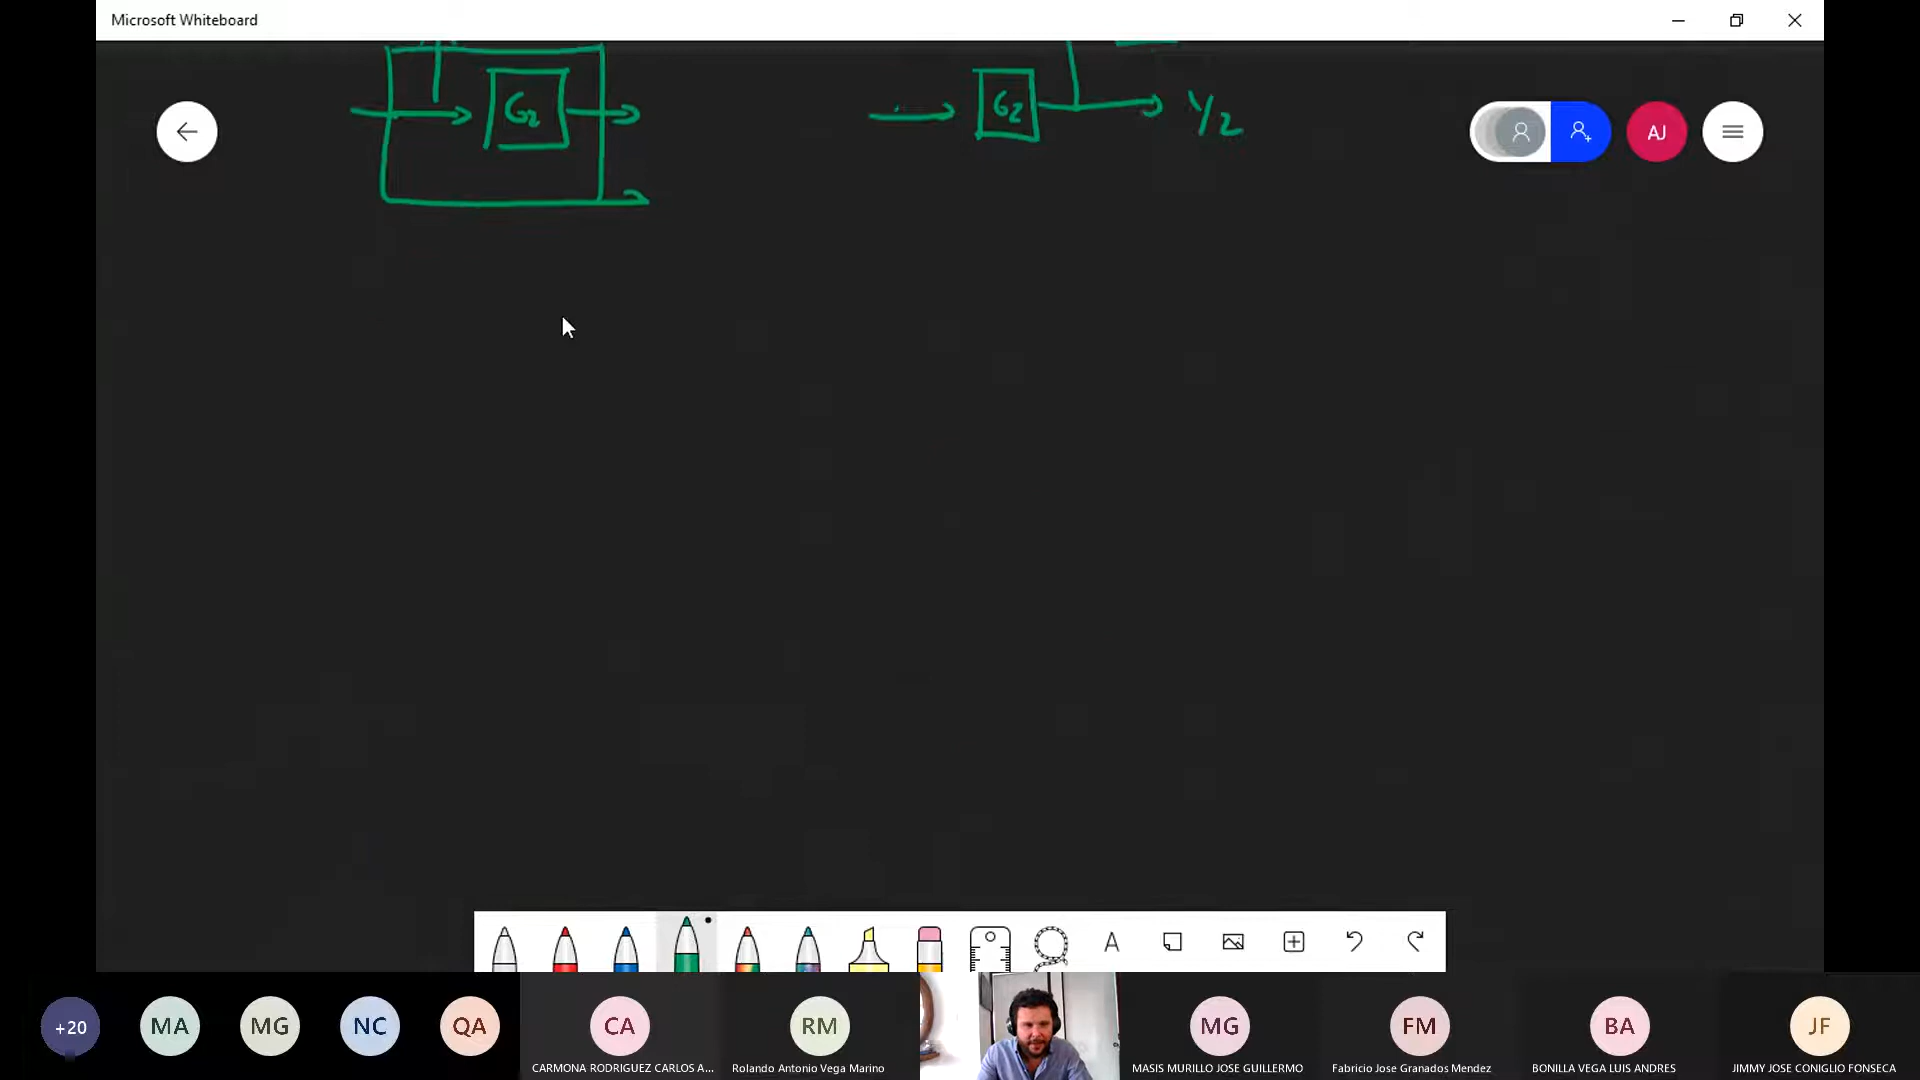 Microsoft Whiteboard
G2
G2
Y/2
AJ
A
+20
MA
MG
NC
QA
CA
RM
MG
FM
BA
JF
CARMONA RODRIGUEZ CARLOS A...
Rolando Antonio Vega Marino
MASIS MURILLO JOSE GUILLERMO
Fabricio Jose Granados Mendez
BONILLA VEGA LUIS ANDRES
JIMMY JOSE CONIGLIO FONSECA